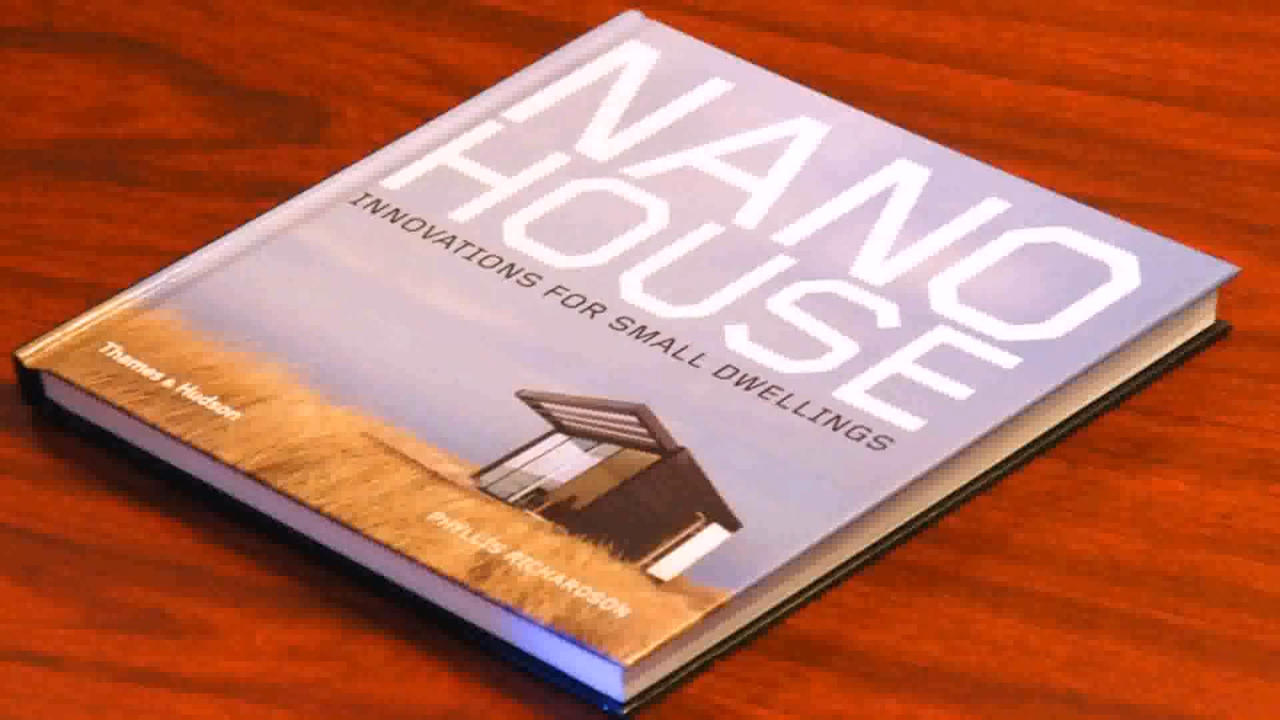 NANO
HOUSE
INNOVATIONS FOR SMALL DWELLINGS
Thames & Hudson
PHYLLIS RICHARDSON